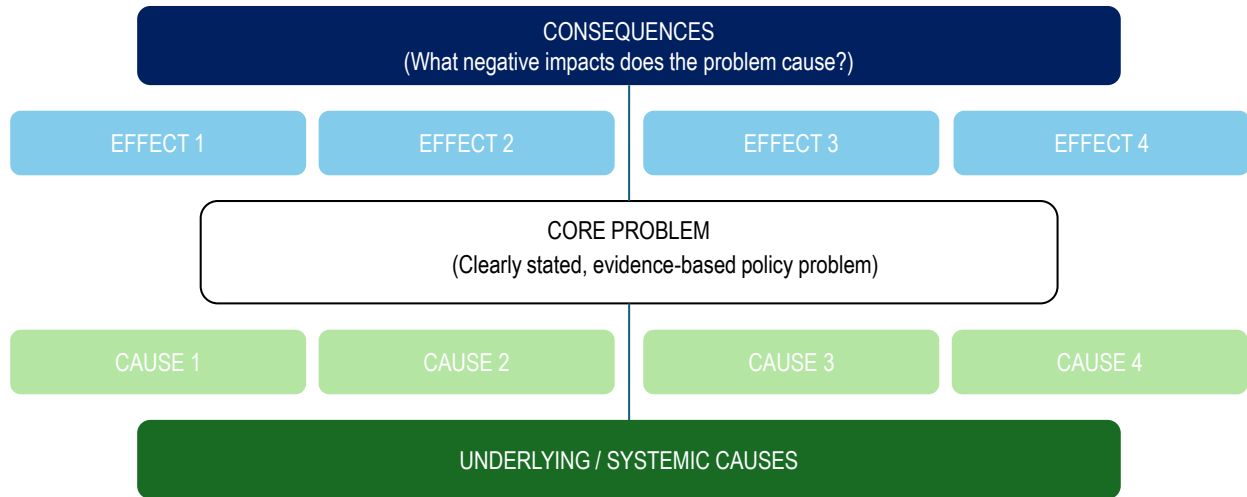 CONSEQUENCES
(What negative impacts does the problem cause?)
EFFECT 1
EFFECT 2
EFFECT 3
EFFECT 4
CORE PROBLEM
(Clearly stated, evidence-based policy problem)
CAUSE 1
CAUSE 2
CAUSE 3
CAUSE 4
UNDERLYING / SYSTEMIC CAUSES